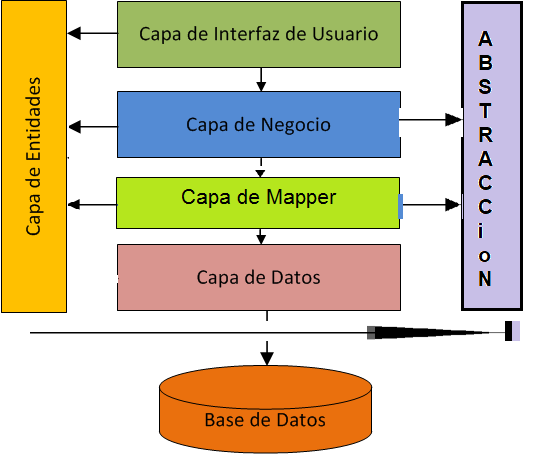 Capa de Interfaz de Usuario
Capa de Entidades
Capa de Negocio
Capa de Mapper
Capa de Datos
Base de Datos
ABSTRACCioN